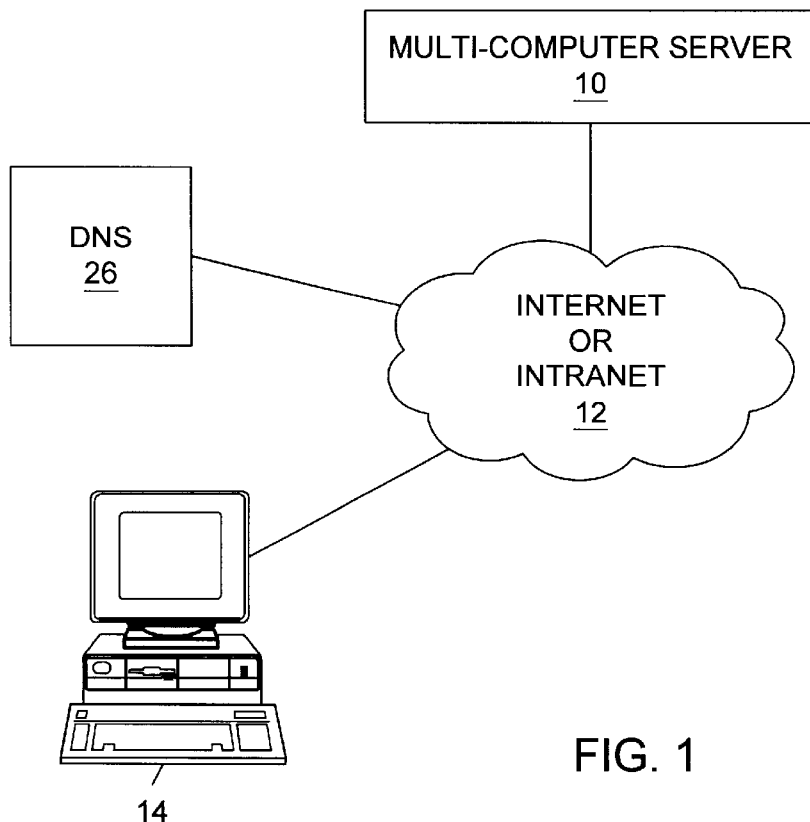 MULTI-COMPUTER SERVER
10
DNS
26
INTERNET
OR
INTRANET
12
14
FIG. 1